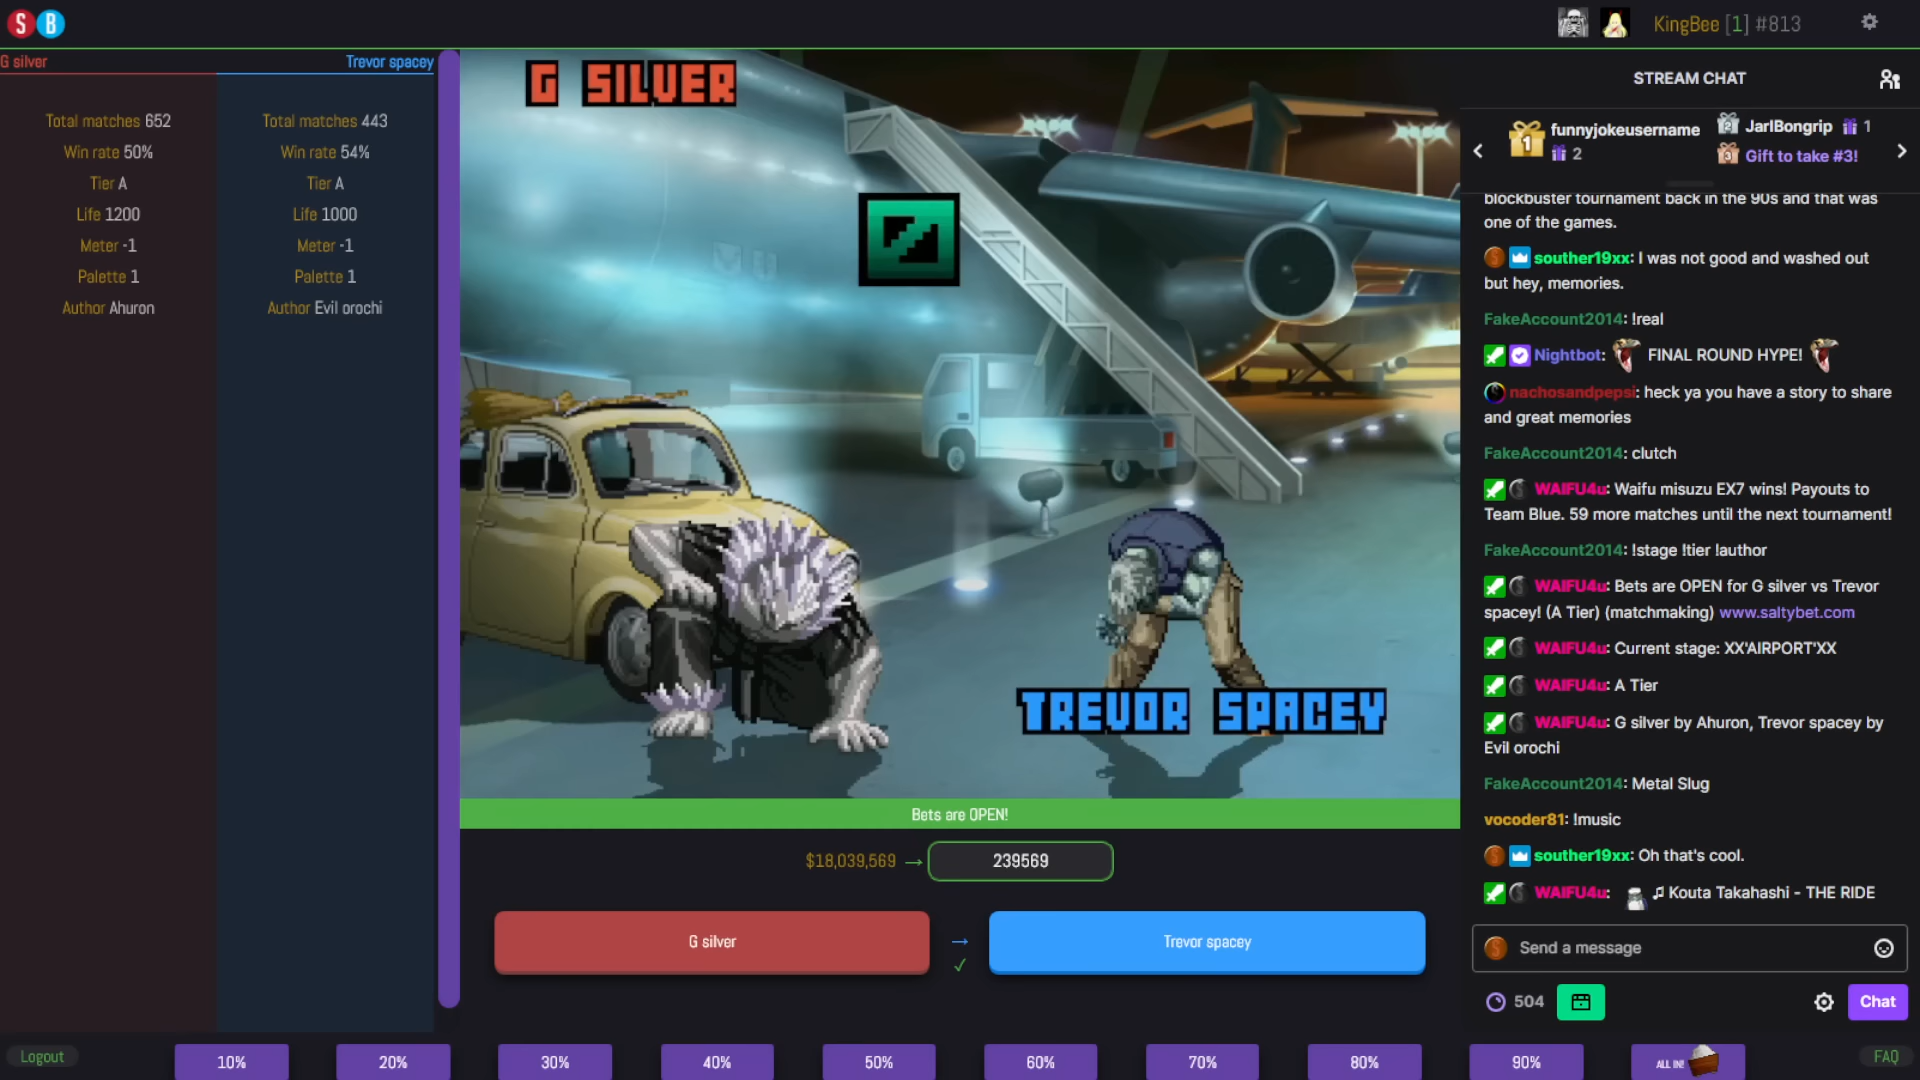 S B
KingBee [1] #813
G silver
Trevor spacey
Total matches 652
Win rate 50%
Tier A
Life 1200
Meter -1
Palette 1
Author Ahuron
Total matches 443
Win rate 54%
Tier A
Life 1000
Meter -1
Palette 1
Author Evil orochi
G SILVER
TREVOR SPACEY
Bets are OPEN!
$18,039,569 → 239569
G silver
→
✓
Trevor spacey
STREAM CHAT
1
funnyjokeusername
2
2
JarlBongrip 1
3
Gift to take #3!
blockbuster tournament back in the 90s and that was
one of the games.
souther19xx: I was not good and washed out
but hey, memories.
FakeAccount2014: !real
Nightbot: FINAL ROUND HYPE!
nachosandpepsi: heck ya you have a story to share
and great memories
FakeAccount2014: clutch
WAIFU4u: Waifu misuzu EX7 wins! Payouts to
Team Blue. 59 more matches until the next tournament!
FakeAccount2014: !stage !tier !author
WAIFU4u: Bets are OPEN for G silver vs Trevor
spacey! (A Tier) (matchmaking) www.saltybet.com
WAIFU4u: Current stage: XX'AIRPORT'XX
WAIFU4u: A Tier
WAIFU4u: G silver by Ahuron, Trevor spacey by
Evil orochi
FakeAccount2014: Metal Slug
vocoder81: !music
souther19xx: Oh that's cool.
WAIFU4u: ♫ Kouta Takahashi - THE RIDE
Send a message
504
Chat
Logout
10%
20%
30%
40%
50%
60%
70%
80%
90%
ALL IN!
FAQ